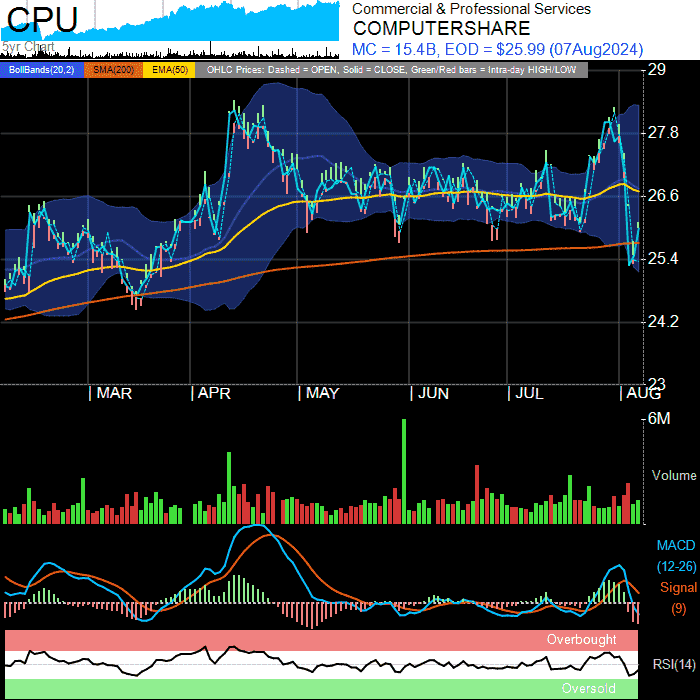 CPU
5yr Chart
Commercial & Professional Services
COMPUTERSHARE
MC = 15.4B, EOD = $25.99 (07Aug2024)
BollBands(20,2) SMA(200) EMA(50) OHLC Prices: Dashed = OPEN, Solid = CLOSE, Green/Red bars = Intra-day HIGH/LOW
29
27.8
26.6
25.4
24.2
23
| MAR | APR | MAY | JUN | JUL | AUG
6M
Volume
MACD
(12-26)
Signal
(9)
Overbought
RSI(14)
Oversold